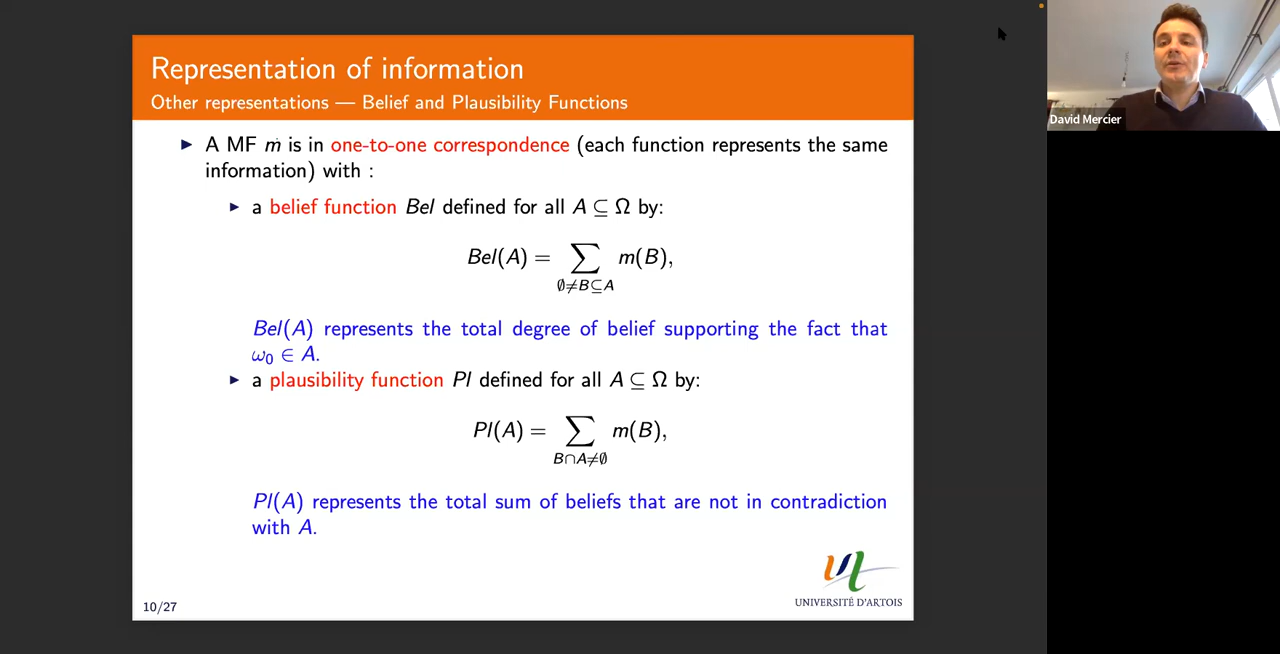 Representation of information
Other representations — Belief and Plausibility Functions
▶ A MF m is in one-to-one correspondence (each function represents the same
information) with :
▶ a belief function Bel defined for all A ⊆ Ω by:
Bel(A) = ∑ m(B),
∅≠B⊆A
Bel(A) represents the total degree of belief supporting the fact that
ω₀ ∈ A.
▶ a plausibility function Pl defined for all A ⊆ Ω by:
Pl(A) = ∑ m(B),
B∩A≠∅
Pl(A) represents the total sum of beliefs that are not in contradiction
with A.
UNIVERSITÉ D'ARTOIS
10/27
David Mercier